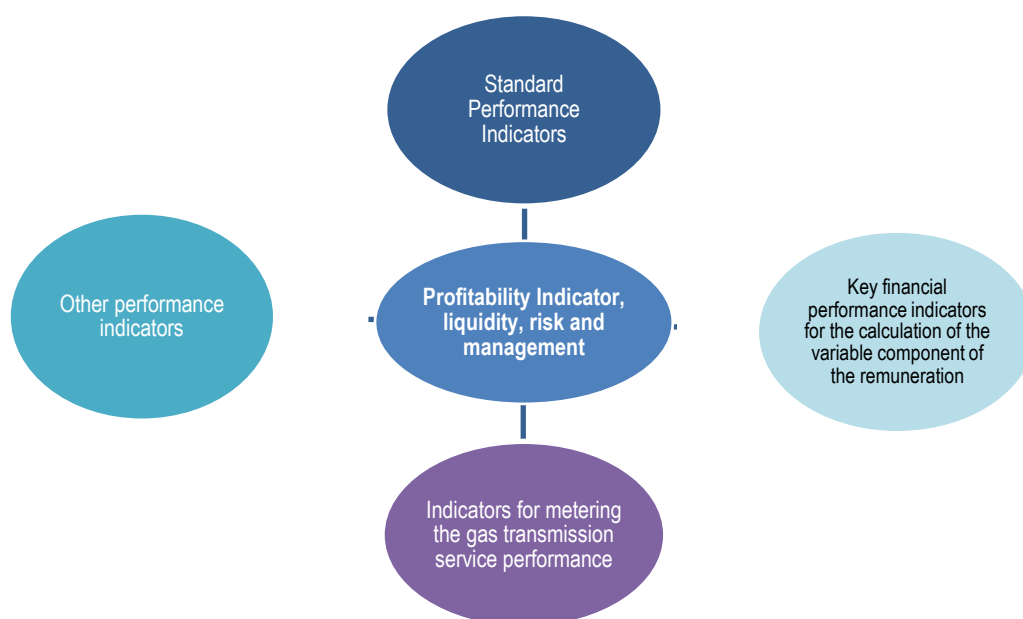 Standard
Performance
Indicators
Other performance
indicators
Profitability Indicator,
liquidity, risk and
management
Key financial
performance indicators
for the calculation of the
variable component of
the remuneration
Indicators for metering
the gas transmission
service performance